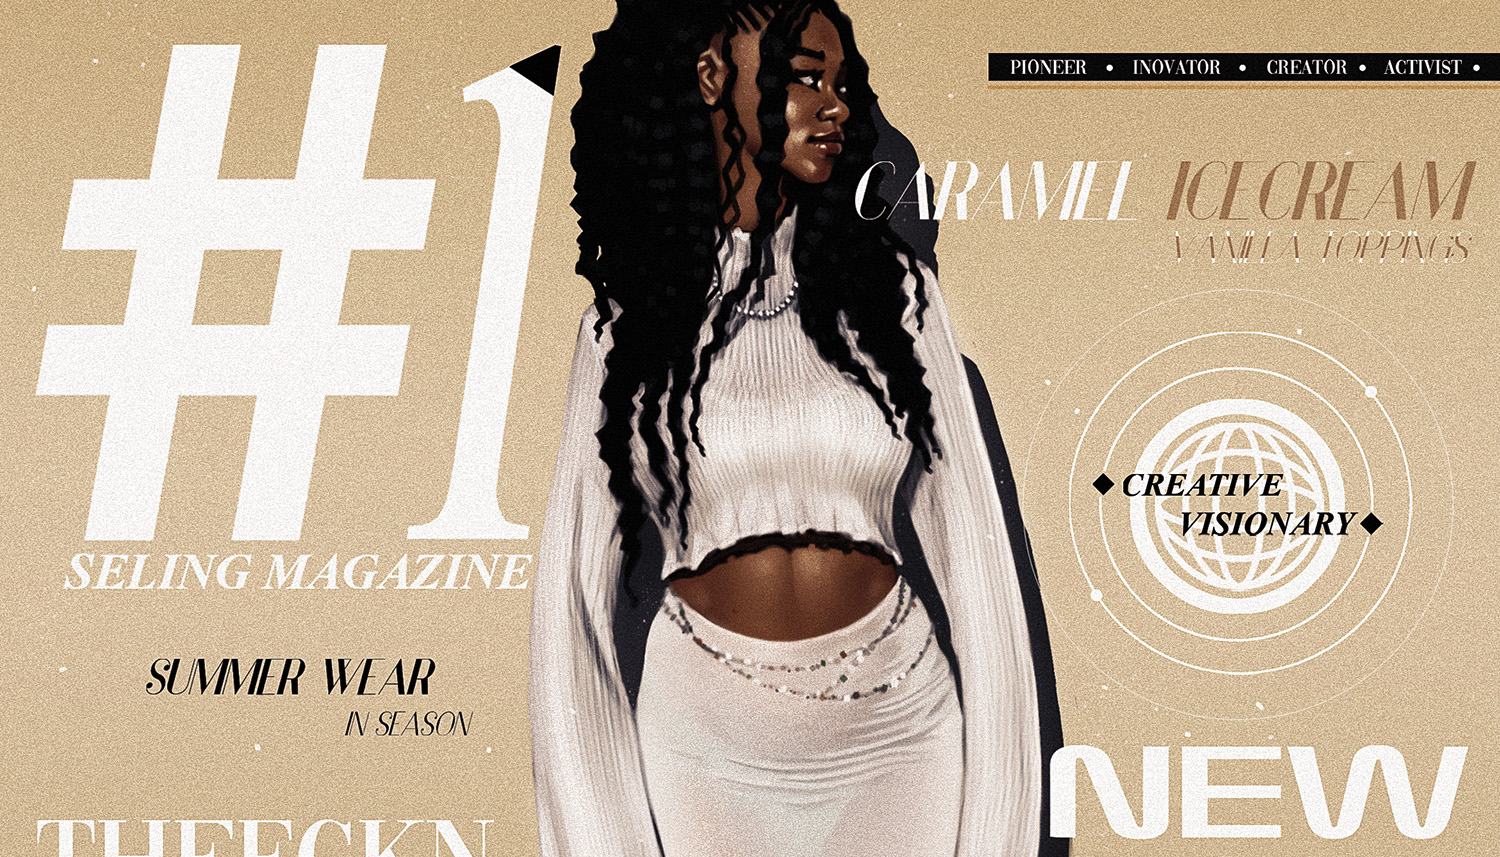 #1
SELING MAGAZINE
SUMMER WEAR
IN SEASON
PIONEER • INOVATOR • CREATOR • ACTIVIST •
CARAMEL ICECREAM
VANILLA TOPPINGS
◆ CREATIVE
VISIONARY ◆
NEW